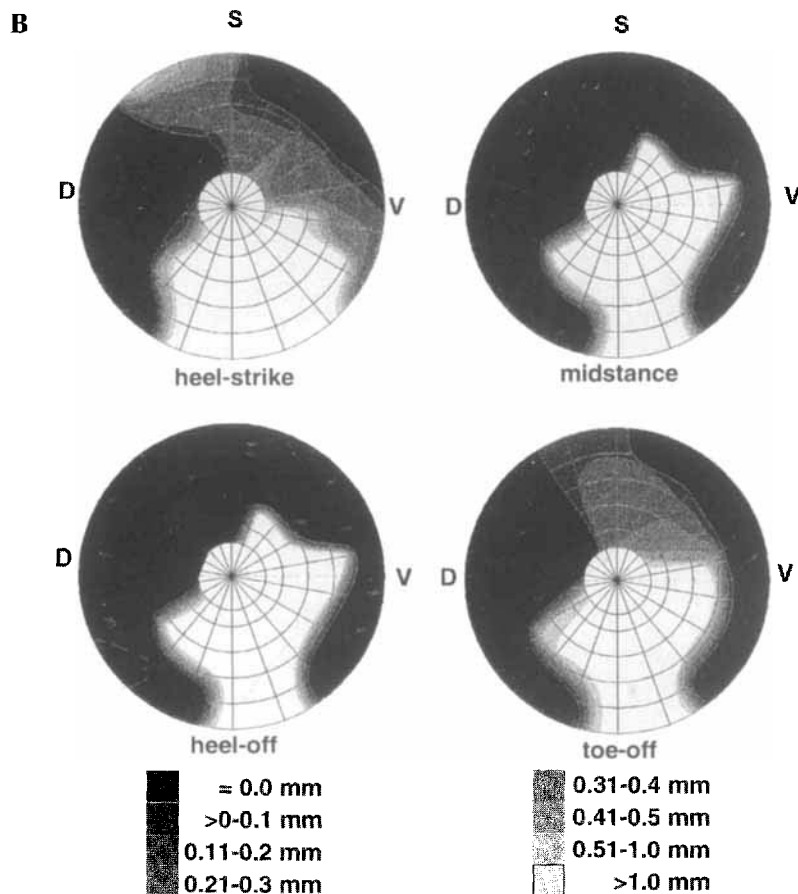 B
S
S
D
V
D
V
heel-strike
midstance
D
V
D
V
heel-off
toe-off
= 0.0 mm
>0-0.1 mm
0.11-0.2 mm
0.21-0.3 mm
0.31-0.4 mm
0.41-0.5 mm
0.51-1.0 mm
>1.0 mm